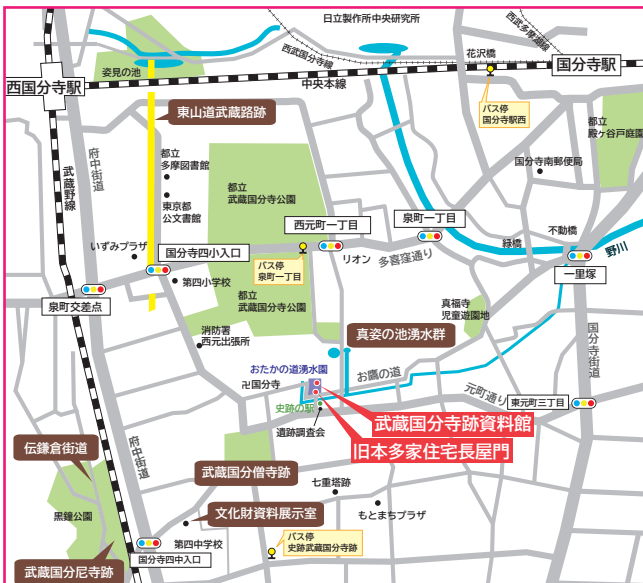 日立製作所中央研究所
西武国分寺線
西武多摩湖線
花沢橋
国分寺駅
姿見の池
西国分寺駅
中央本線
バス停
国分寺駅西
東山道武蔵路跡
都立
殿ヶ谷戸庭園
府中街道
武蔵野線
都立
多摩図書館
国分寺南郵便局
都立
武蔵国分寺公園
東京都
公文書館
西元町一丁目
泉町一丁目
不動橋
いずみプラザ
国分寺四小入口
リオン
多喜窪通り
緑橋
野川
バス停
泉町一丁目
一里塚
第四小学校
泉町交差点
都立
武蔵国分寺公園
真福寺
児童遊園地
消防署
西元出張所
真姿の池湧水群
国分寺街道
おたかの道湧水園
お鷹の道
卍国分寺
元町通り
東元町三丁目
史跡の駅
武蔵国分寺跡資料館
遺跡調査会
旧本多家住宅長屋門
伝鎌倉街道
府中街道
武蔵国分僧寺跡
七重塔跡
黒鐘公園
文化財資料展示室
もとまちプラザ
第四中学校
バス停
史跡武蔵国分寺跡
国分寺四中入口
武蔵国分尼寺跡